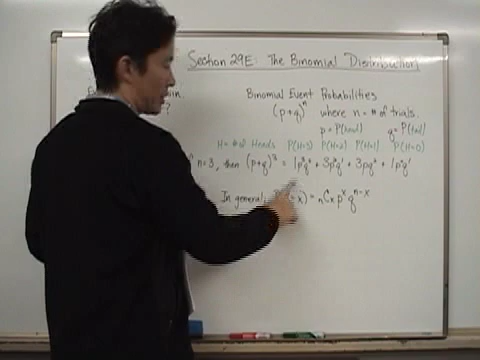 Section 29E: The Binomial Distribution
Binomial Event Probabilities
(p+q)ⁿ where n = # of trials.
p = P(head) q = P(tail)
H = # of Heads P(H=3) P(H=2) P(H=1) P(H=0)
n=3, then (p+q)³ = 1p³q⁰ + 3p²q¹ + 3pq² + 1p⁰q³
In general: = ₙCₓ pˣ qⁿ⁻ˣ